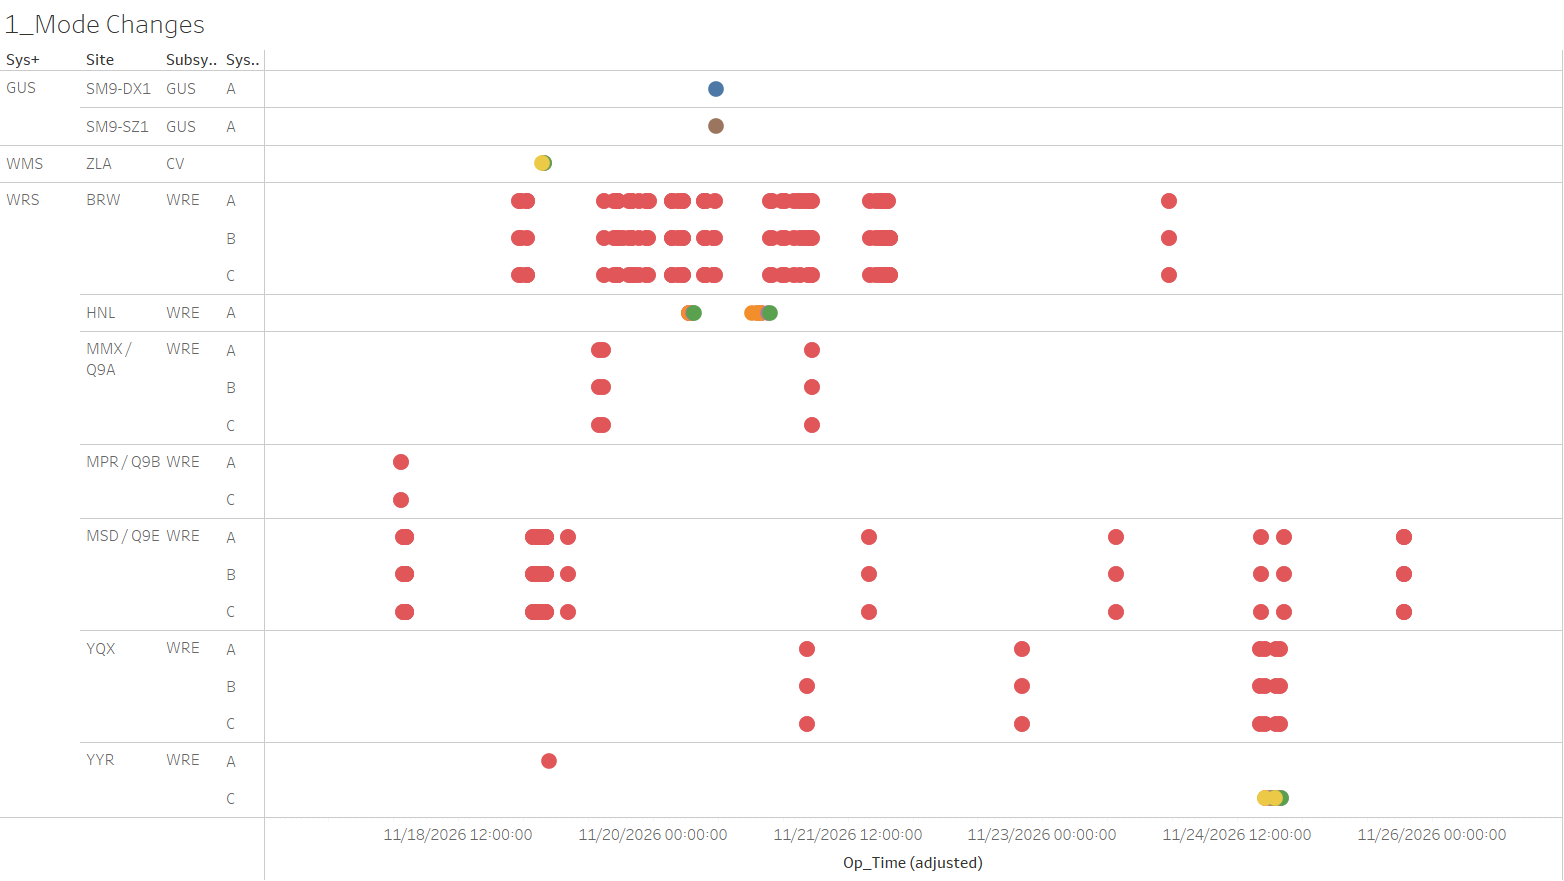 1_Mode Changes
Sys+ Site Subsy.. Sys..
GUS SM9-DX1 GUS A
SM9-SZ1 GUS A
WMS ZLA CV
WRS BRW WRE A
B
C
HNL WRE A
MMX / WRE A
Q9A
B
C
MPR / Q9B WRE A
C
MSD / Q9E WRE A
B
C
YQX WRE A
B
C
YYR WRE A
C
11/18/2026 12:00:00 11/20/2026 00:00:00 11/21/2026 12:00:00 11/23/2026 00:00:00 11/24/2026 12:00:00 11/26/2026 00:00:00
Op_Time (adjusted)